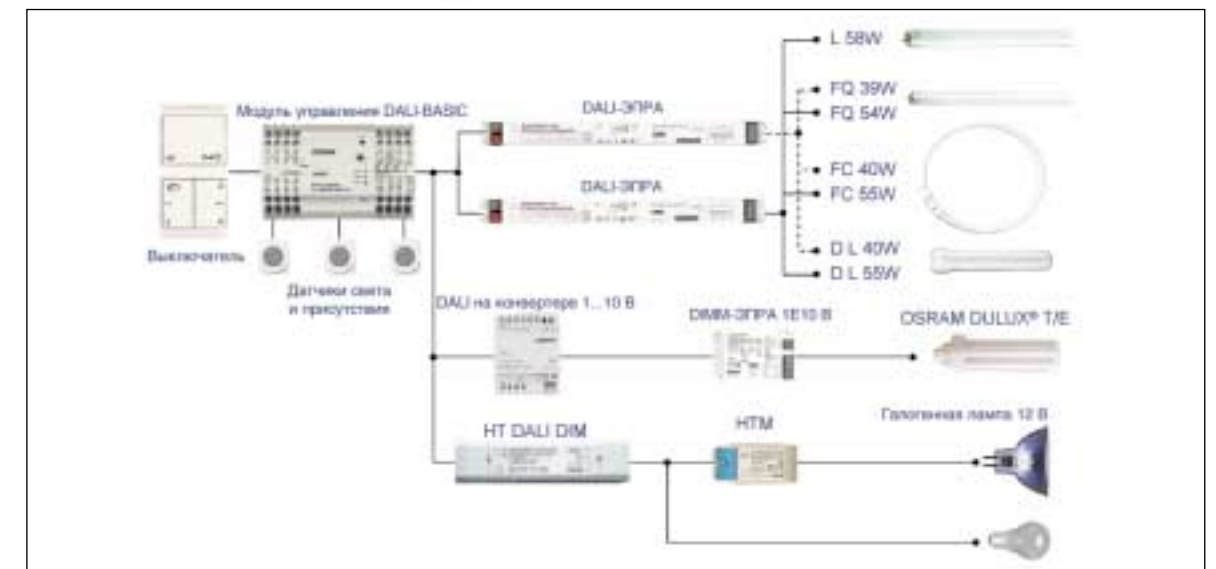 L 58W
FQ 39W
Модуль управления DALI-BASIC
DALI-ЭПРА
FQ 54W
FC 40W
DALI-ЭПРА
FC 55W
D L 40W
Выключатель
D L 55W
Датчики света
и присутствия
DALI на конвертере 1...10 В
DIMM-ЭПРА 1E10 В
OSRAM DULUX® T/E
Галогенная лампа 12 В
HT DALI DIM
HTM